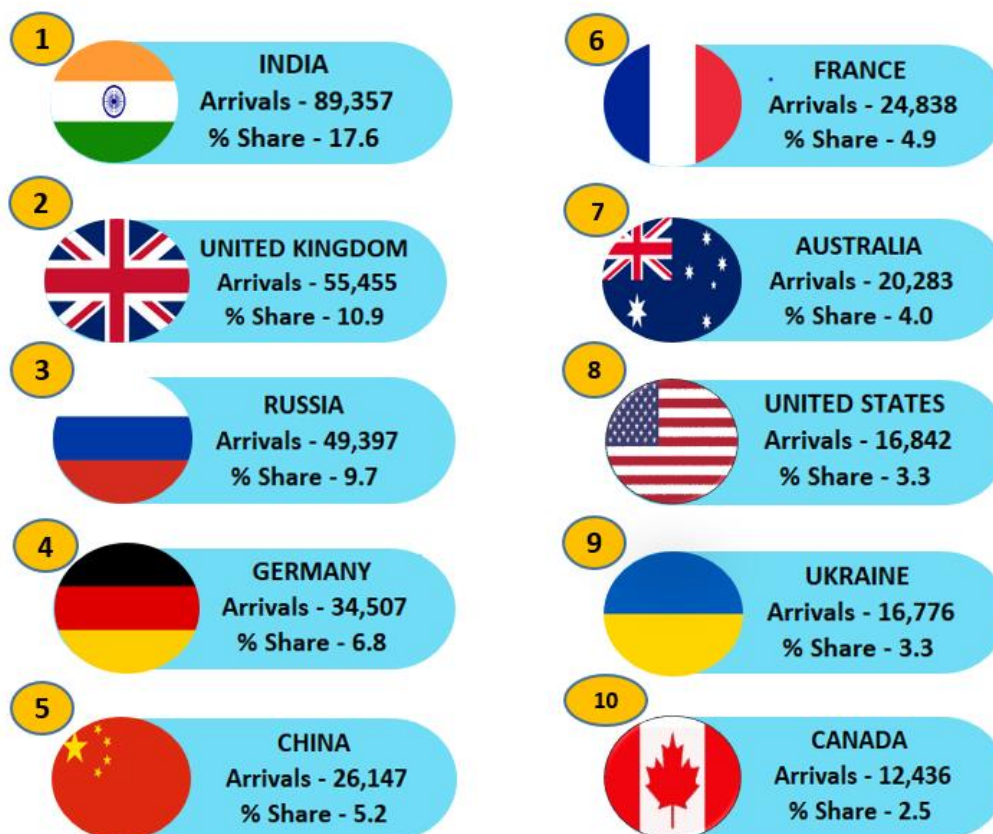 1
INDIA
Arrivals - 89,357
% Share - 17.6
2
UNITED KINGDOM
Arrivals - 55,455
% Share - 10.9
3
RUSSIA
Arrivals - 49,397
% Share - 9.7
4
GERMANY
Arrivals - 34,507
% Share - 6.8
5
CHINA
Arrivals - 26,147
% Share - 5.2
6
FRANCE
Arrivals - 24,838
% Share - 4.9
7
AUSTRALIA
Arrivals - 20,283
% Share - 4.0
8
UNITED STATES
Arrivals - 16,842
% Share - 3.3
9
UKRAINE
Arrivals - 16,776
% Share - 3.3
10
CANADA
Arrivals - 12,436
% Share - 2.5